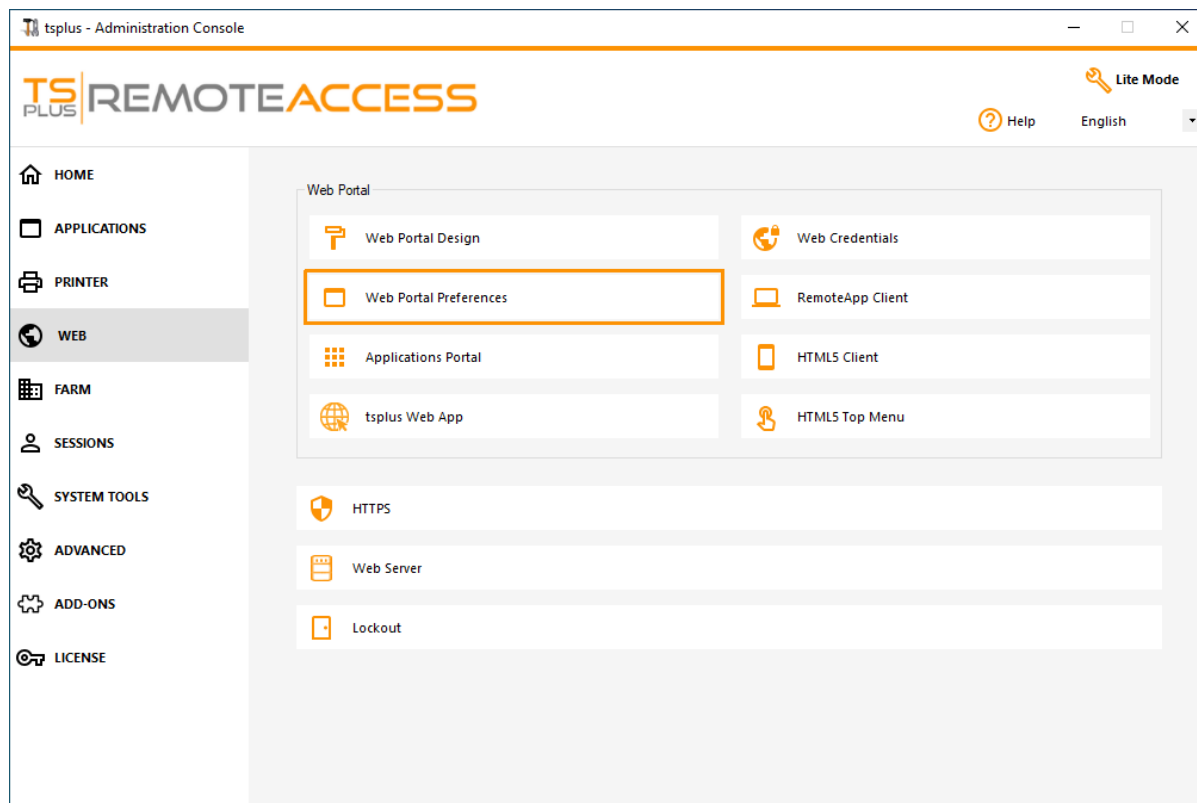 tsplus - Administration Console
TS PLUS REMOTEACCESS
Lite Mode
Help
English
HOME
APPLICATIONS
PRINTER
WEB
FARM
SESSIONS
SYSTEM TOOLS
ADVANCED
ADD-ONS
LICENSE
Web Portal
Web Portal Design
Web Credentials
Web Portal Preferences
RemoteApp Client
Applications Portal
HTML5 Client
tsplus Web App
HTML5 Top Menu
HTTPS
Web Server
Lockout